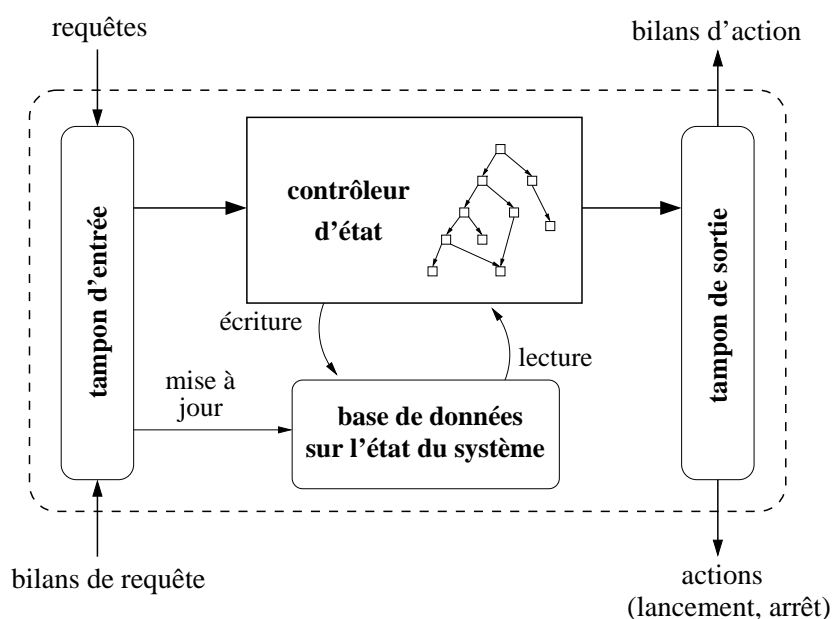 requêtes
bilans d'action
tampon d'entrée
contrôleur
d'état
tampon de sortie
écriture
lecture
mise à
jour
base de données
sur l'état du système
bilans de requête
actions
(lancement, arrêt)